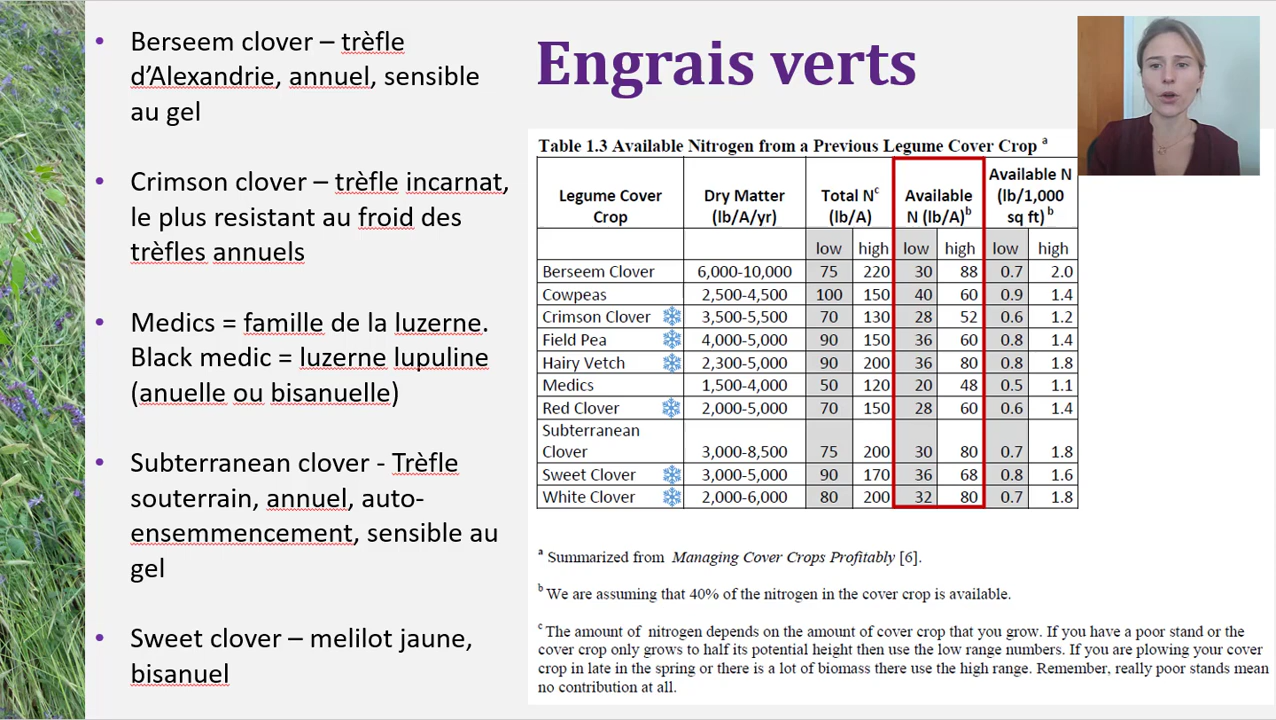 • Berseem clover – trèfle
d’Alexandrie, annuel, sensible
au gel
• Crimson clover – trèfle incarnat,
le plus resistant au froid des
trèfles annuels
• Medics = famille de la luzerne.
Black medic = luzerne lupuline
(anuelle ou bisanuelle)
• Subterranean clover - Trèfle
souterrain, annuel, auto-
ensemmencement, sensible au
gel
• Sweet clover – melilot jaune,
bisanuel
Engrais verts
Table 1.3 Available Nitrogen from a Previous Legume Cover Crop a
Legume Cover Crop Dry Matter (lb/A/yr) Total Nc (lb/A) Available N (lb/A)b Available N (lb/1,000 sq ft)b
low high low high low high
Berseem Clover 6,000-10,000 75 220 30 88 0.7 2.0
Cowpeas 2,500-4,500 100 150 40 60 0.9 1.4
Crimson Clover 3,500-5,500 70 130 28 52 0.6 1.2
Field Pea 4,000-5,000 90 150 36 60 0.8 1.4
Hairy Vetch 2,300-5,000 90 200 36 80 0.8 1.8
Medics 1,500-4,000 50 120 20 48 0.5 1.1
Red Clover 2,000-5,000 70 150 28 60 0.6 1.4
Subterranean Clover 3,000-8,500 75 200 30 80 0.7 1.8
Sweet Clover 3,000-5,000 90 170 36 68 0.8 1.6
White Clover 2,000-6,000 80 200 32 80 0.7 1.8
a Summarized from Managing Cover Crops Profitably [6].
b We are assuming that 40% of the nitrogen in the cover crop is available.
c The amount of nitrogen depends on the amount of cover crop that you grow. If you have a poor stand or the
cover crop only grows to half its potential height then use the low range numbers. If you are plowing your cover
crop in late in the spring or there is a lot of biomass there use the high range. Remember, really poor stands mean
no contribution at all.